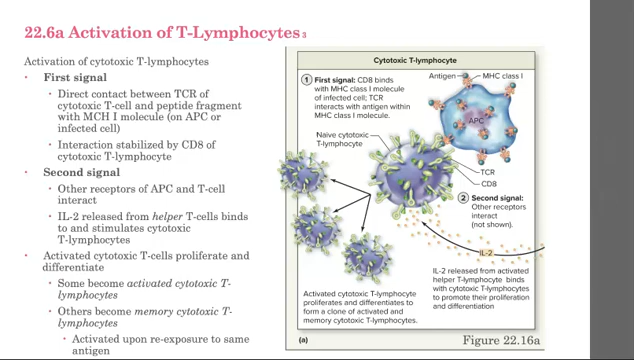 22.6a Activation of T-Lymphocytes 3
Activation of cytotoxic T-lymphocytes
• First signal
• Direct contact between TCR of
cytotoxic T-cell and peptide fragment
with MCH I molecule (on APC or
infected cell)
• Interaction stabilized by CD8 of
cytotoxic T-lymphocyte
• Second signal
• Other receptors of APC and T-cell
interact
• IL-2 released from helper T-cells binds
to and stimulates cytotoxic
T-lymphocytes
• Activated cytotoxic T-cells proliferate and
differentiate
• Some become activated cytotoxic T-
lymphocytes
• Others become memory cytotoxic T-
lymphocytes
• Activated upon re-exposure to same
antigen
Cytotoxic T-lymphocyte
1 First signal: CD8 binds
with MHC class I molecule
of infected cell; TCR
interacts with antigen within
MHC class I molecule.
Antigen
MHC class I
APC
Naive cytotoxic
T-lymphocyte
TCR
CD8
2 Second signal:
Other receptors
interact
(not shown).
IL-2
IL-2 released from activated
helper T-lymphocyte binds
with cytotoxic T-lymphocytes
to promote their proliferation
and differentiation
Activated cytotoxic T-lymphocyte
proliferates and differentiates to
form a clone of activated and
memory cytotoxic T-lymphocytes.
(a)
Figure 22.16a